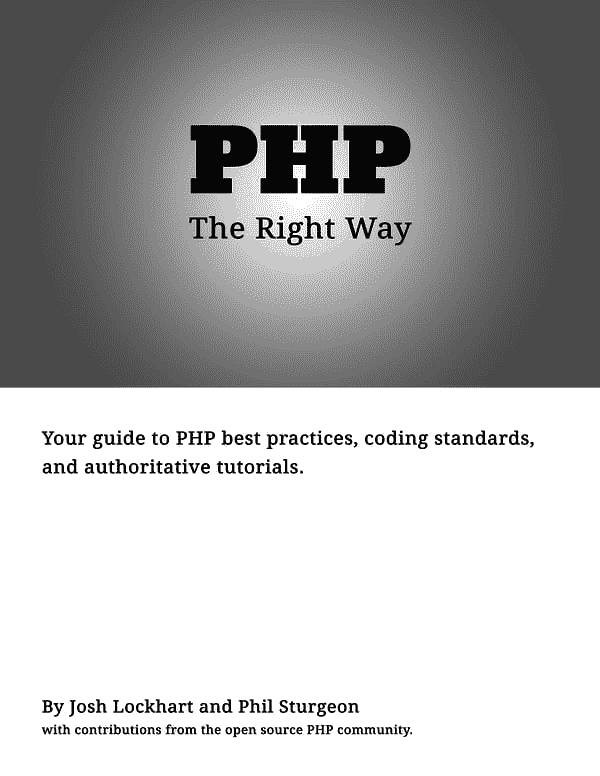 PHP
The Right Way
Your guide to PHP best practices, coding standards,
and authoritative tutorials.
By Josh Lockhart and Phil Sturgeon
with contributions from the open source PHP community.